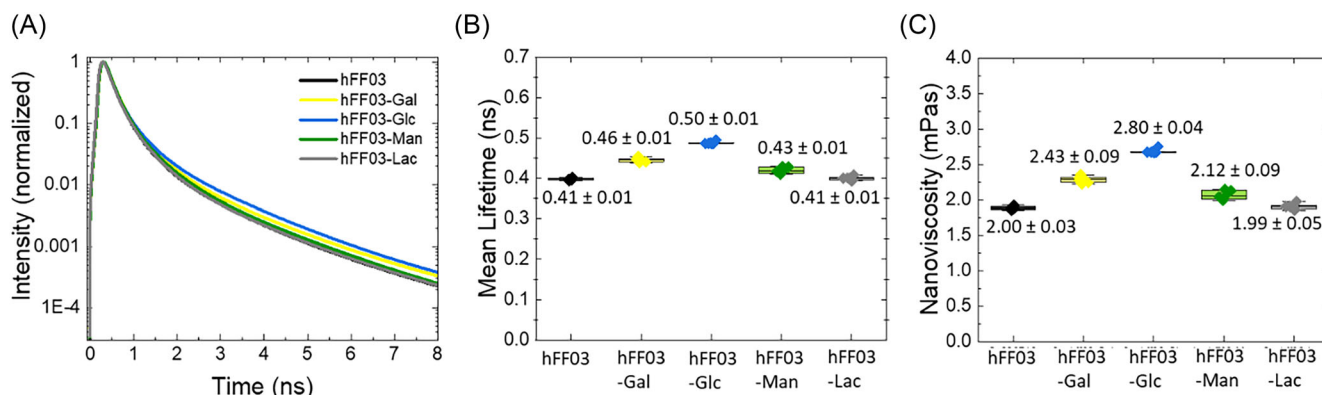 (A)
Intensity (normalized)
1
0.1
0.01
0.001
1E-4
hFF03
hFF03-Gal
hFF03-Glc
hFF03-Man
hFF03-Lac
0 1 2 3 4 5 6 7 8
Time (ns)
(B)
Mean Lifetime (ns)
0.7
0.6
0.5
0.4
0.3
0.2
0.1
0.0
0.41 ± 0.01
0.46 ± 0.01
0.50 ± 0.01
0.43 ± 0.01
0.41 ± 0.01
hFF03 hFF03 hFF03 hFF03 hFF03
-Gal -Glc -Man -Lac
(C)
Nanoviscosity (mPas)
4.0
3.5
3.0
2.5
2.0
1.5
1.0
0.5
0.0
2.00 ± 0.03
2.43 ± 0.09
2.80 ± 0.04
2.12 ± 0.09
1.99 ± 0.05
hFF03 hFF03 hFF03 hFF03 hFF03
-Gal -Glc -Man -Lac